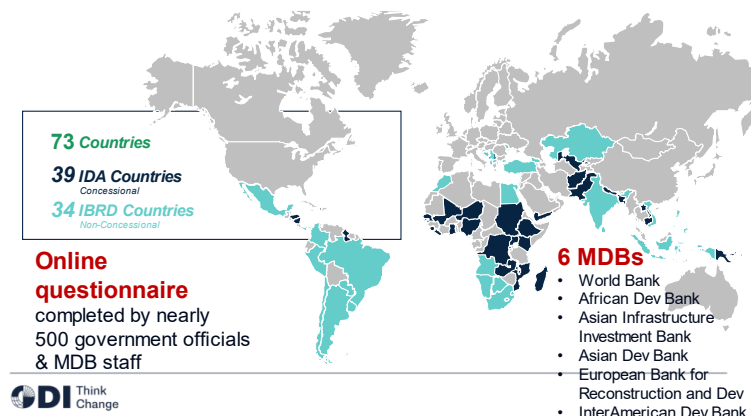 73 Countries
39 IDA Countries
Concessional
34 IBRD Countries
Non-Concessional
Online
questionnaire
completed by nearly
500 government officials
& MDB staff
6 MDBs
• World Bank
• African Dev Bank
• Asian Infrastructure
Investment Bank
• Asian Dev Bank
• European Bank for
Reconstruction and Dev
• InterAmerican Dev Bank
ODI Think
Change